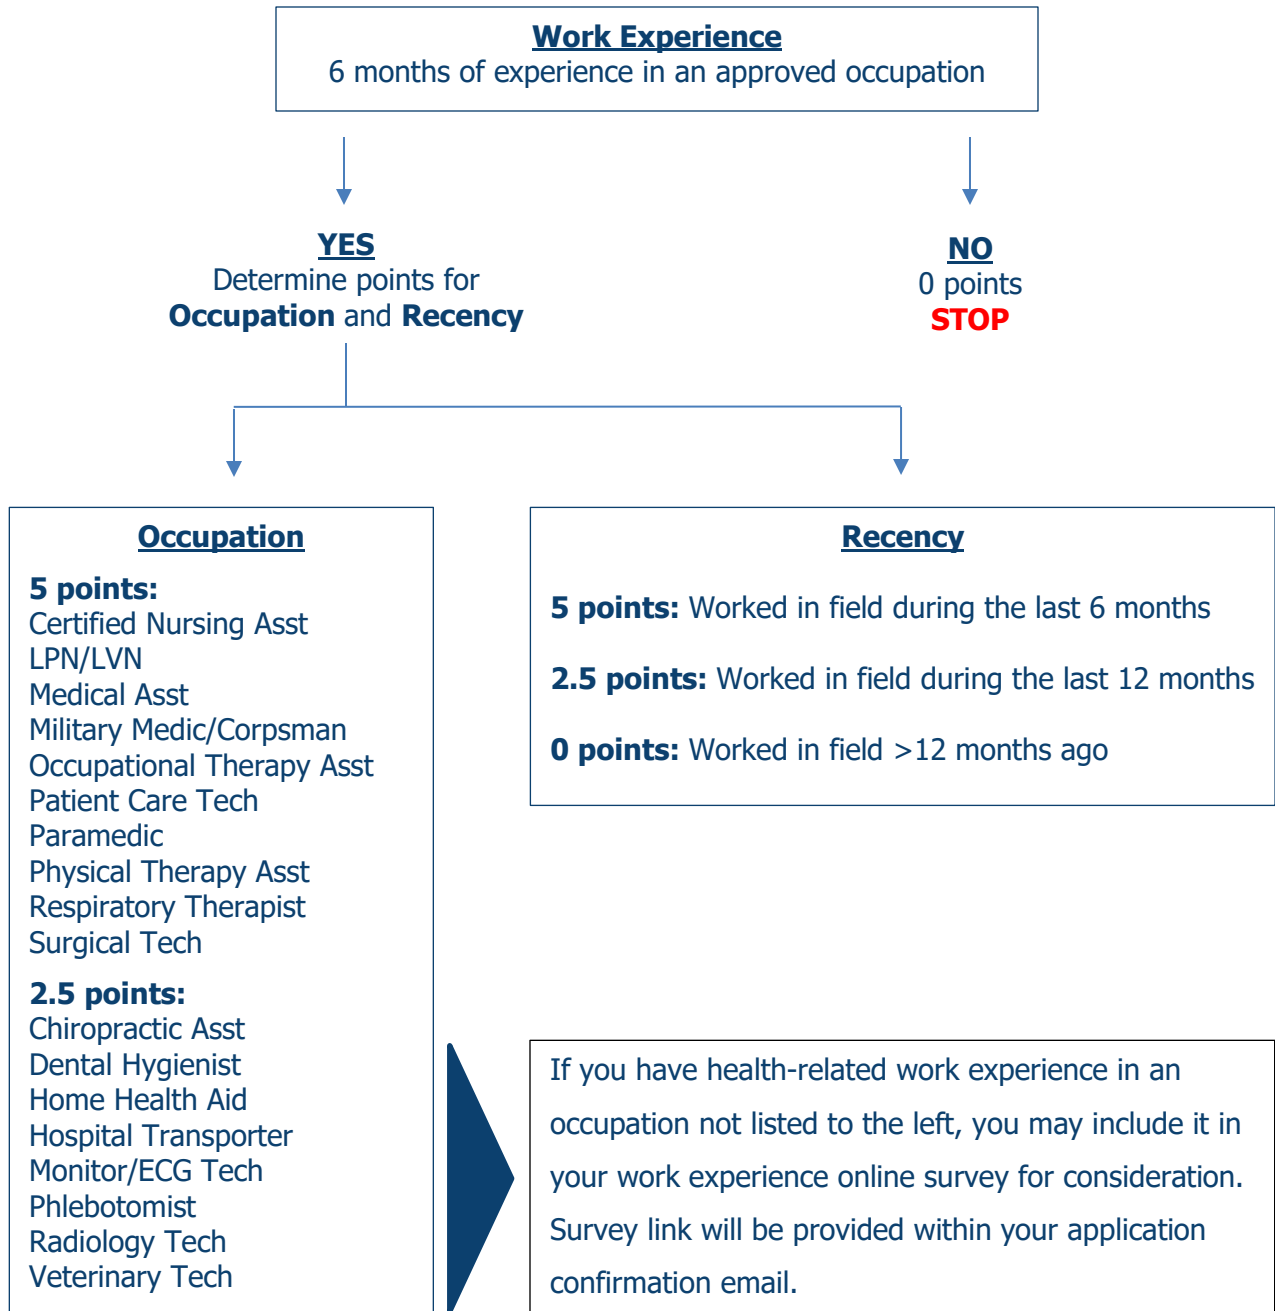 Work Experience
6 months of experience in an approved occupation
YES
Determine points for
Occupation and Recency
NO
0 points
STOP
Occupation
5 points:
Certified Nursing Asst
LPN/LVN
Medical Asst
Military Medic/Corpsman
Occupational Therapy Asst
Patient Care Tech
Paramedic
Physical Therapy Asst
Respiratory Therapist
Surgical Tech
2.5 points:
Chiropractic Asst
Dental Hygienist
Home Health Aid
Hospital Transporter
Monitor/ECG Tech
Phlebotomist
Radiology Tech
Veterinary Tech
Recency
5 points: Worked in field during the last 6 months
2.5 points: Worked in field during the last 12 months
0 points: Worked in field >12 months ago
If you have health-related work experience in an
occupation not listed to the left, you may include it in
your work experience online survey for consideration.
Survey link will be provided within your application
confirmation email.